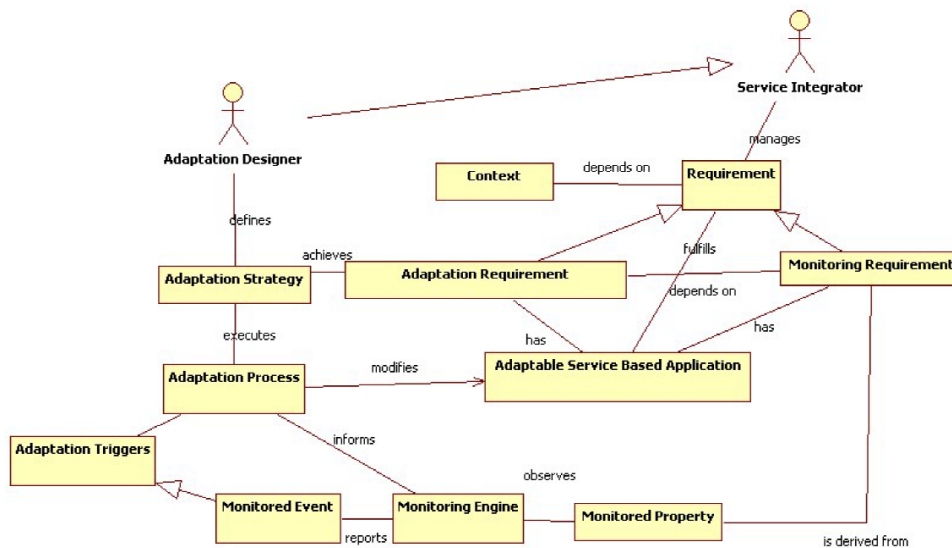 Service Integrator
Adaptation Designer
manages
depends on
Context
Requirement
defines
achieves
fulfills
Adaptation Strategy
Adaptation Requirement
Monitoring Requirement
depends on
executes
has
has
Adaptation Process
modifies
Adaptable Service Based Application
Adaptation Triggers
informs
observes
Monitored Event
Monitoring Engine
Monitored Property
reports
is derived from